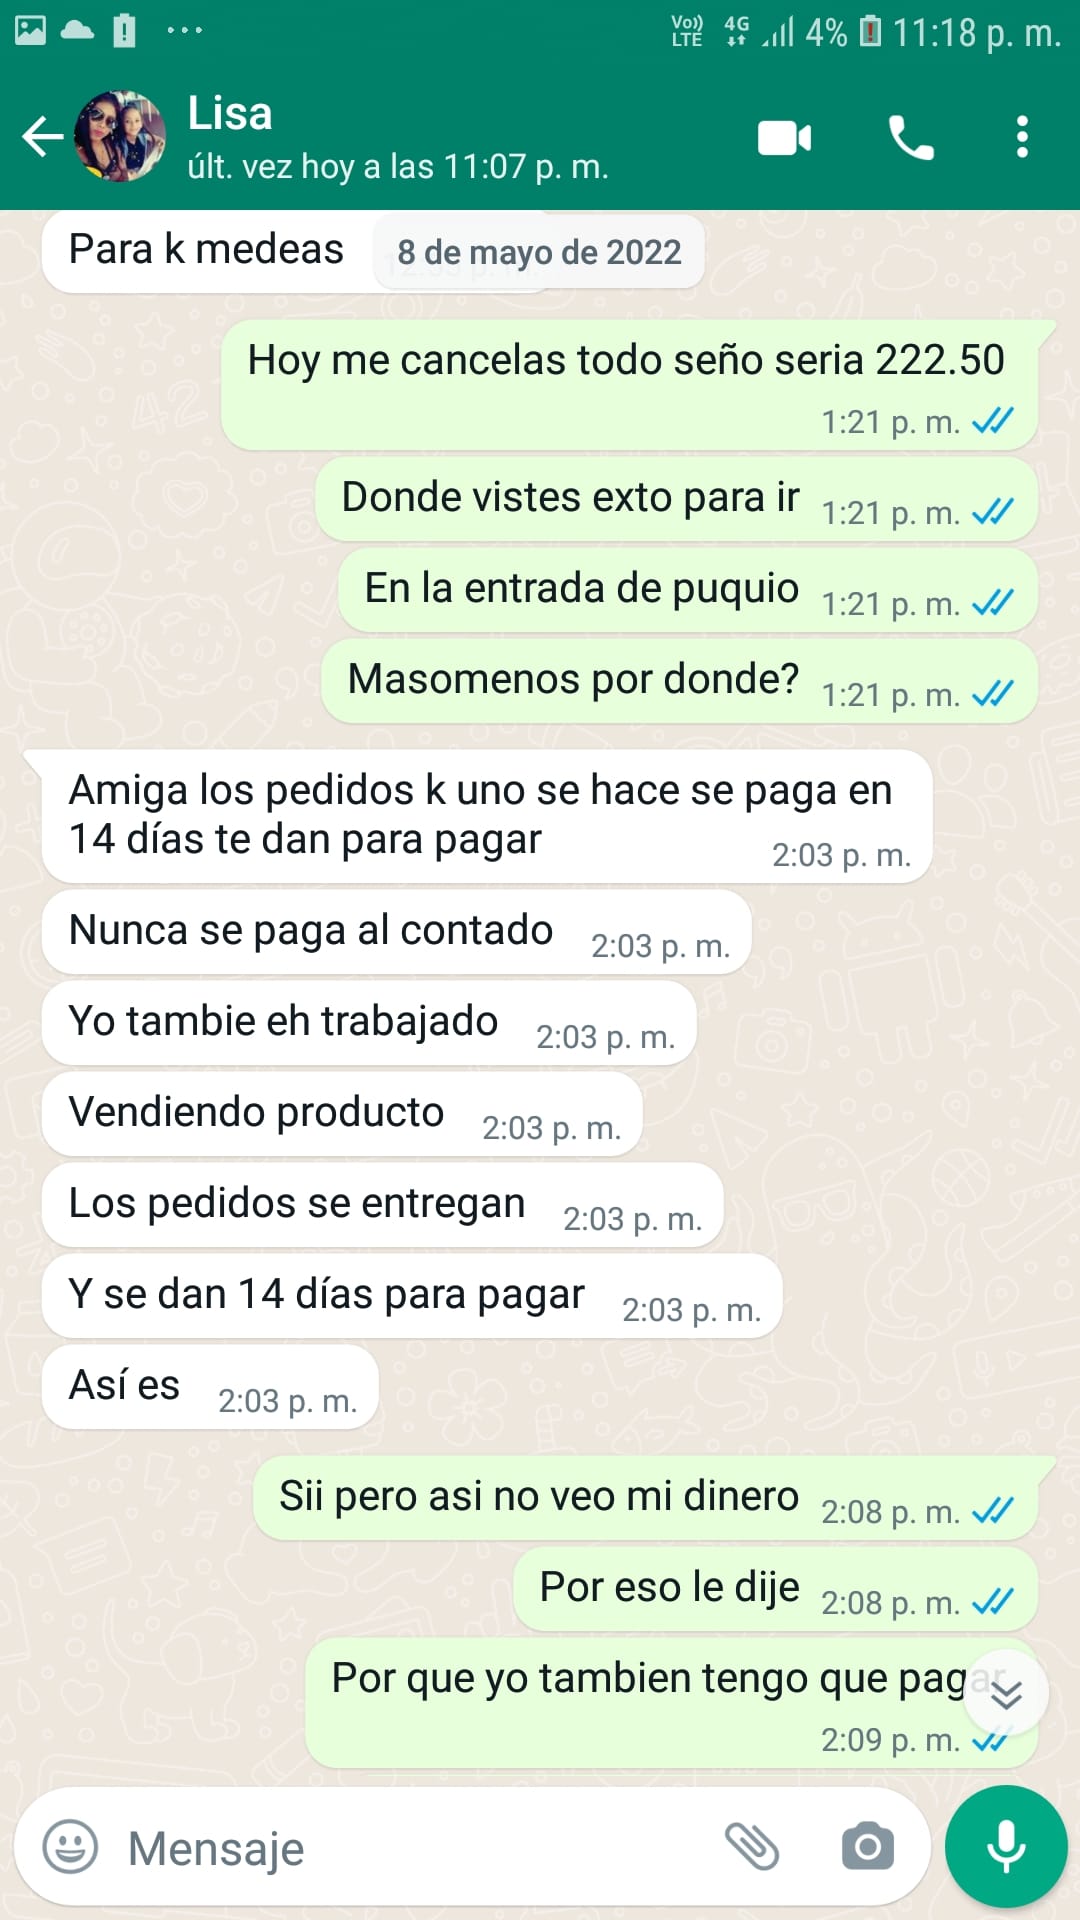 Vo)) LTE 4G 4% 11:18 p. m.
Lisa
últ. vez hoy a las 11:07 p. m.
Para k medeas
8 de mayo de 2022
Hoy me cancelas todo seño seria 222.50
1:21 p. m.
Donde vistes exto para ir 1:21 p. m.
En la entrada de puquio 1:21 p. m.
Masomenos por donde? 1:21 p. m.
Amiga los pedidos k uno se hace se paga en
14 días te dan para pagar
2:03 p. m.
Nunca se paga al contado 2:03 p. m.
Yo tambie eh trabajado 2:03 p. m.
Vendiendo producto 2:03 p. m.
Los pedidos se entregan 2:03 p. m.
Y se dan 14 días para pagar 2:03 p. m.
Así es 2:03 p. m.
Sii pero asi no veo mi dinero 2:08 p. m.
Por eso le dije 2:08 p. m.
Por que yo tambien tengo que pagar
2:09 p. m.
Mensaje